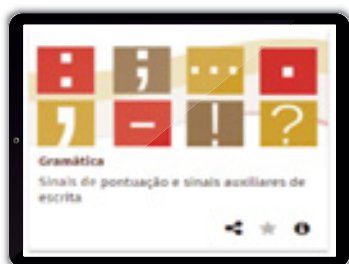 : ; ... .
, - ! ?
Gramática
Sinais de pontuação e sinais auxiliares de
escrita